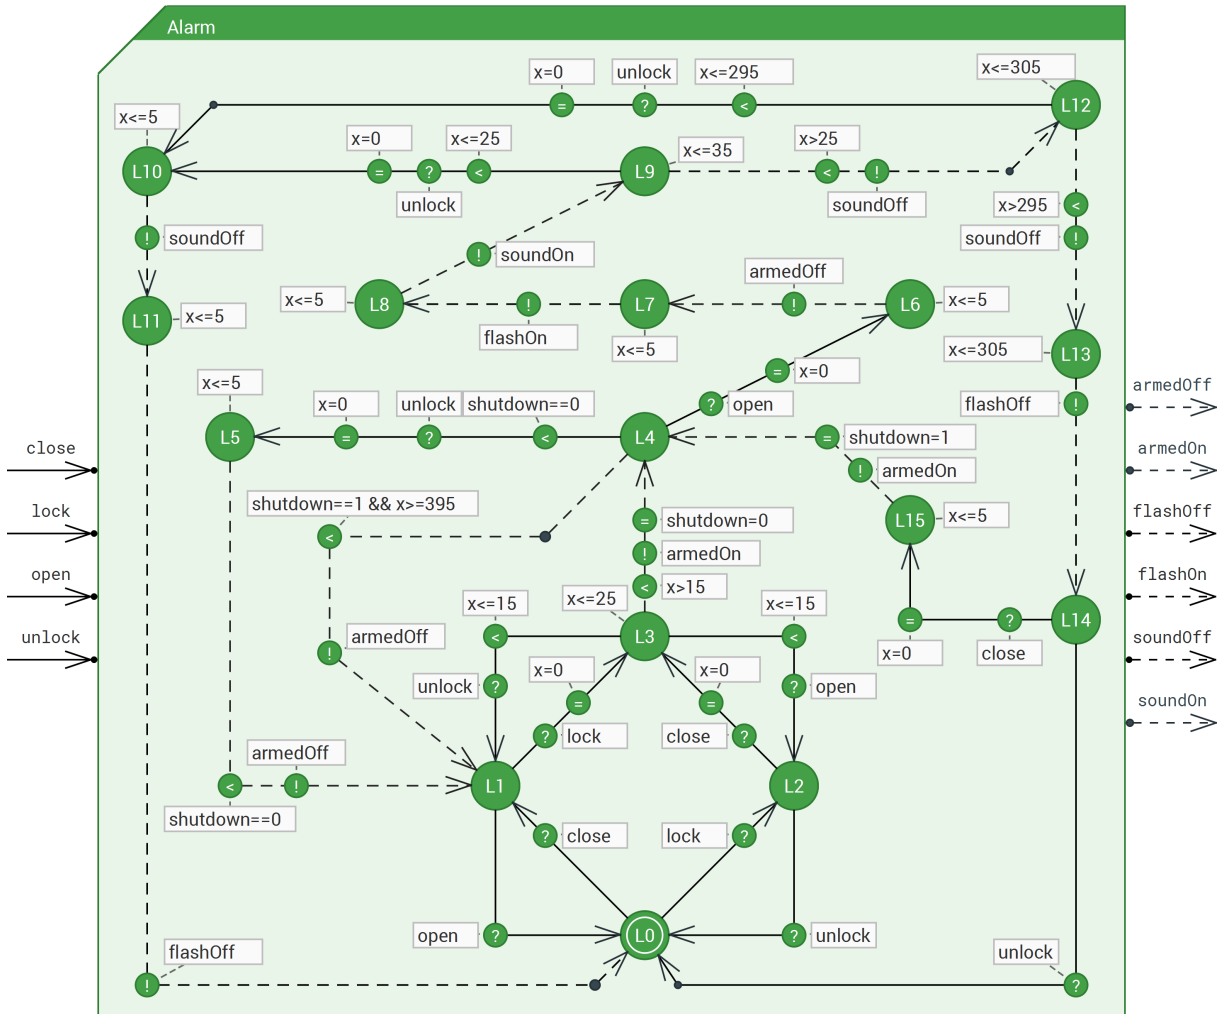 Alarm
x=0
unlock
x<=295
x<=305
=
?
<
L12
x<=5
x=0
x<=25
x<=35
x>25
L10
=
?
<
L9
<
!
unlock
soundOff
x>295
<
!
soundOff
soundOff
!
!
soundOn
armedOff
x<=5
L8
!
L7
!
L6
x<=5
L11
x<=5
flashOn
x<=5
x<=305
L13
=
x=0
x<=5
x=0
unlock
shutdown==0
?
open
flashOff
!
armedOff
L5
=
?
<
L4
=
shutdown=1
close
armedOn
!
armedOn
lock
shutdown==1 && x>=395
<
=
shutdown=0
L15
x<=5
flashOff
!
armedOn
open
<
x>15
flashOn
x<=15
x<=25
x<=15
unlock
!
armedOff
<
L3
<
=
?
L14
soundOff
x=0
x=0
x=0
close
unlock
?
=
=
?
open
soundOn
?
lock
close
?
armedOff
<
!
L1
L2
shutdown==0
?
close
lock
?
open
?
L0
?
unlock
flashOff
unlock
!
?